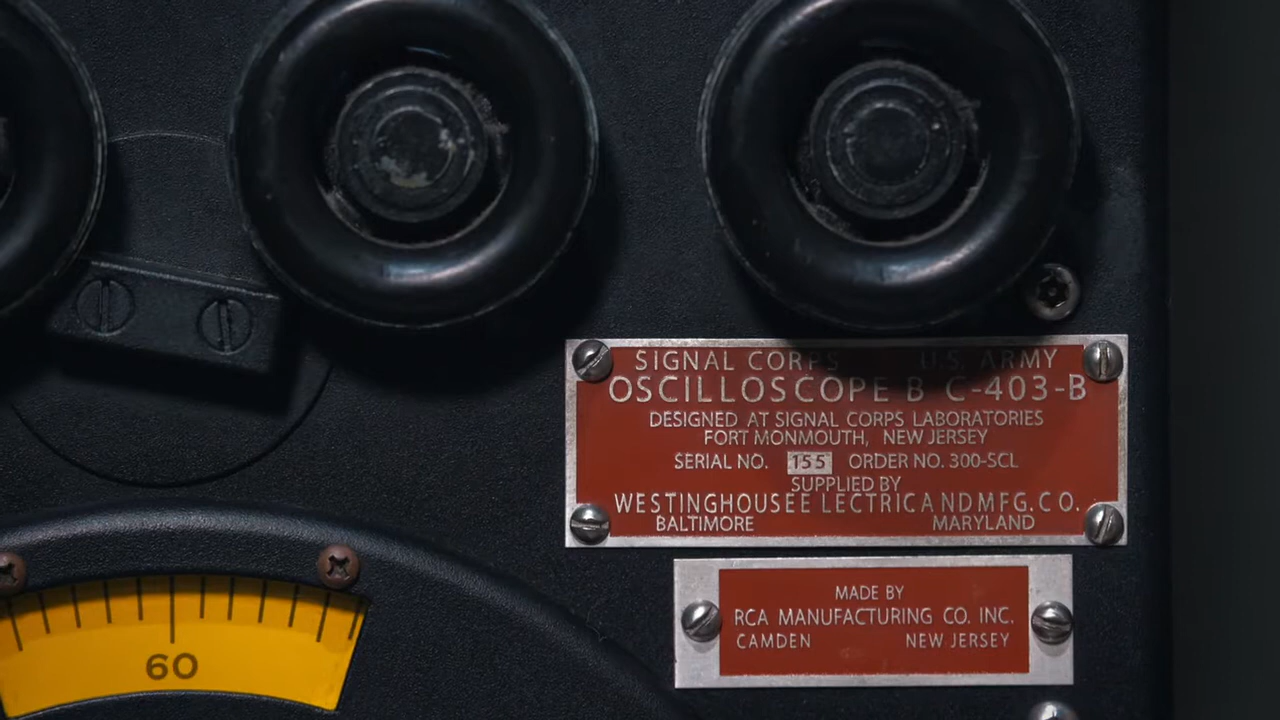 SIGNAL CORPS U.S. ARMY
OSCILLOSCOPE B C-403-B
DESIGNED AT SIGNAL CORPS LABORATORIES
FORT MONMOUTH, NEW JERSEY
SERIAL NO. 155 ORDER NO. 300-SCL
SUPPLIED BY
WESTINGHOUSEE LECTRICANDMFG.CO.
BALTIMORE MARYLAND
MADE BY
RCA MANUFACTURING CO. INC.
CAMDEN NEW JERSEY
60